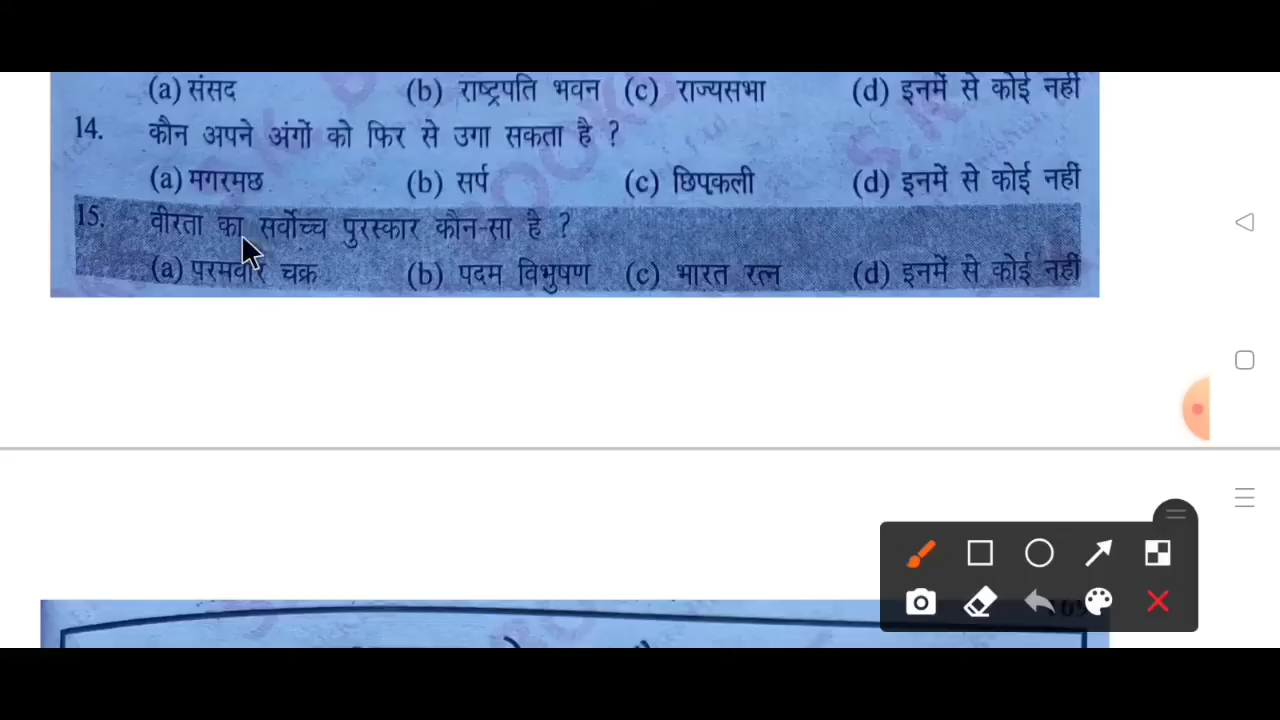 (a) संसद (b) राष्ट्रपति भवन (c) राज्यसभा (d) इनमें से कोई नहीं
14. कौन अपने अंगों को फिर से उगा सकता है ?
(a) मगरमछ (b) सर्प (c) छिपकली (d) इनमें से कोई नहीं
15. वीरता का सर्वोच्च पुरस्कार कौन-सा है ?
(a) परमवीर चक्र (b) पदम विभुषण (c) भारत रत्न (d) इनमें से कोई नहीं